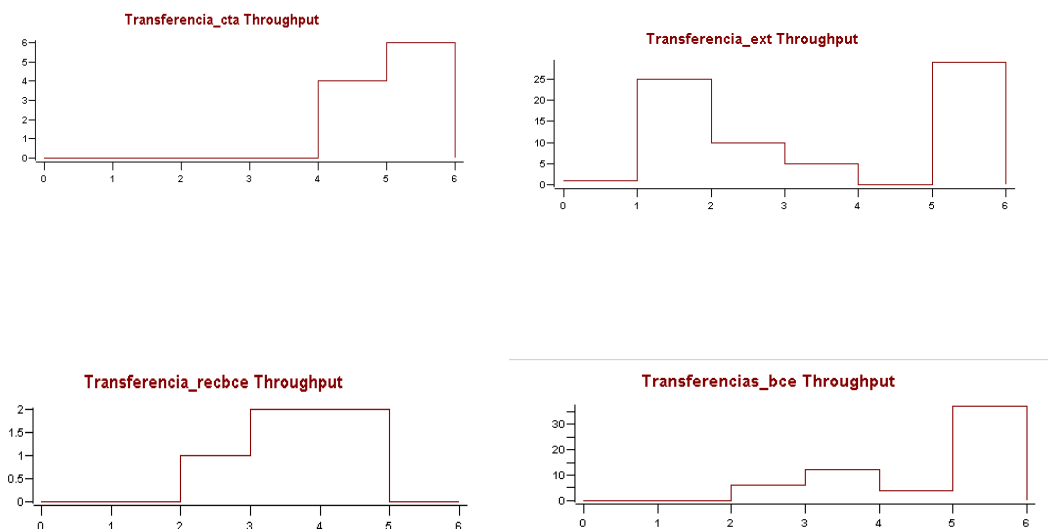 Transferencia_cta Throughput
6
5
4
3
2
1
0
0 1 2 3 4 5 6
Transferencia_ext Throughput
25
20
15
10
5
0
0 1 2 3 4 5 6
Transferencia_recbce Throughput
2
1.5
1
0.5
0
0 1 2 3 4 5 6
Transferencias_bce Throughput
30
20
10
0
0 1 2 3 4 5 6